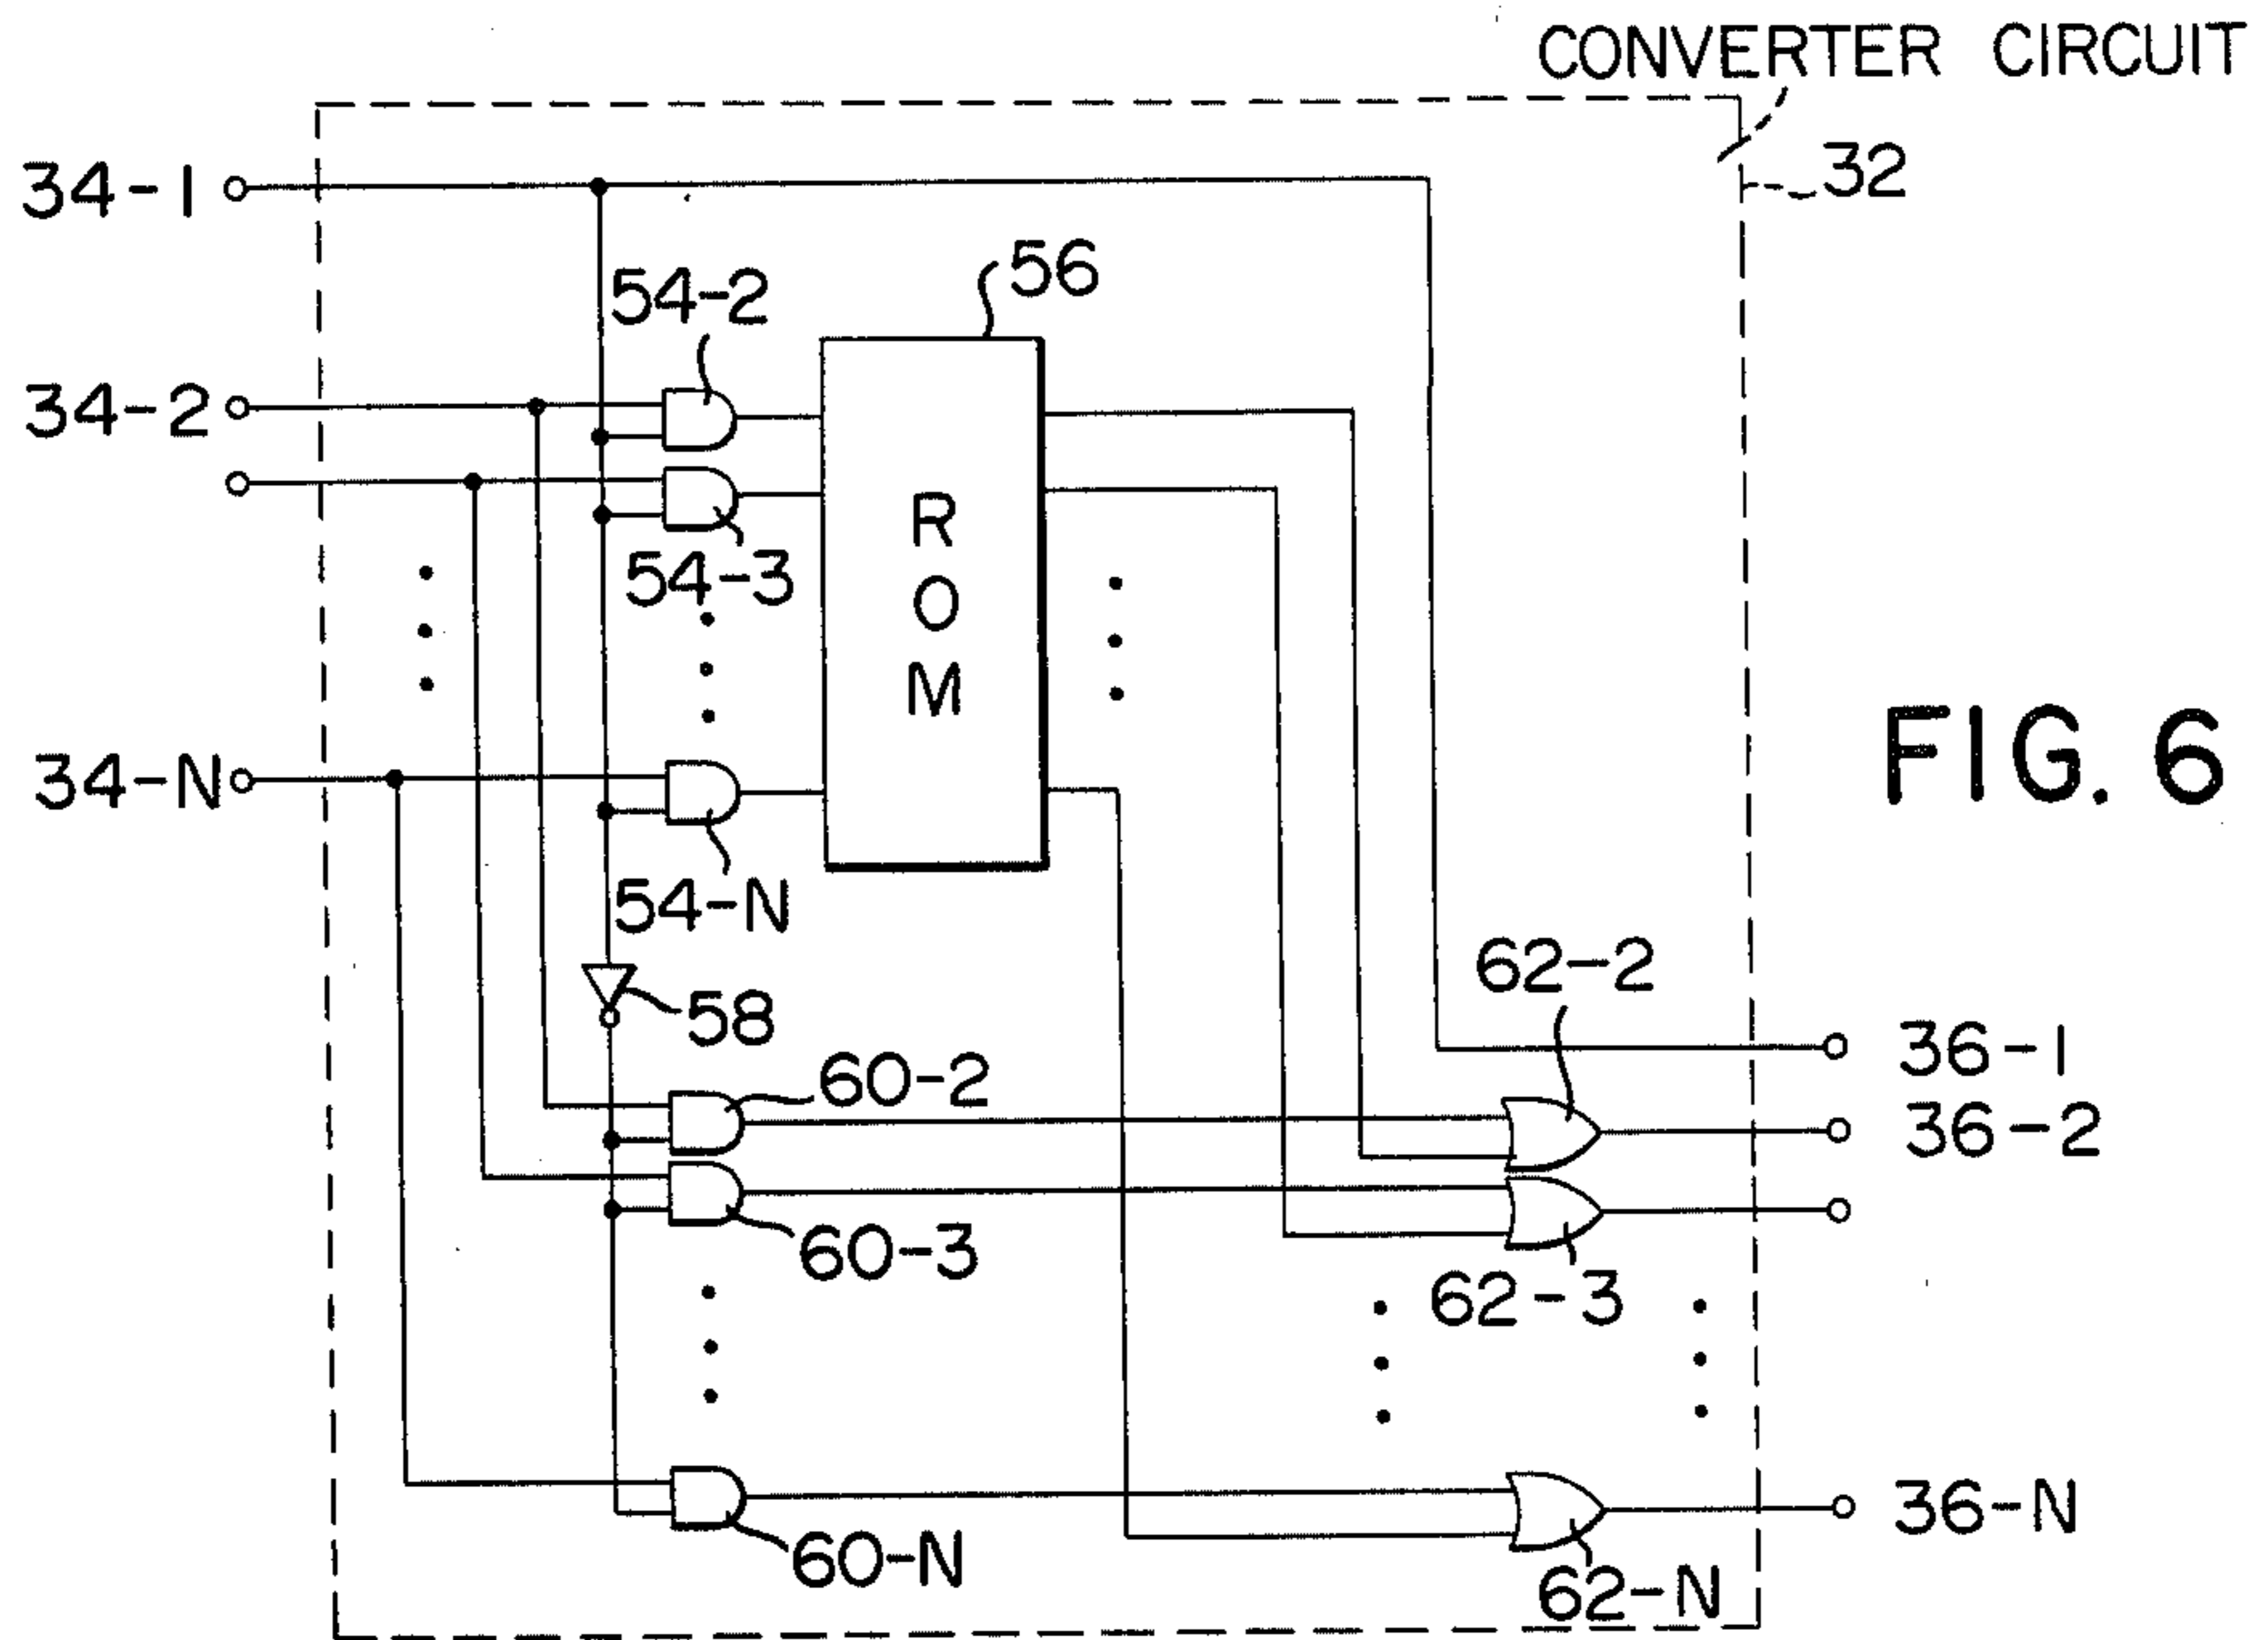 CONVERTER CIRCUIT
34-1
32
54-2
56
34-2
54-3
R
O
M
FIG. 6
34-N
54-N
58
62-2
36-1
60-2
36-2
60-3
62-3
36-N
60-N
62-N